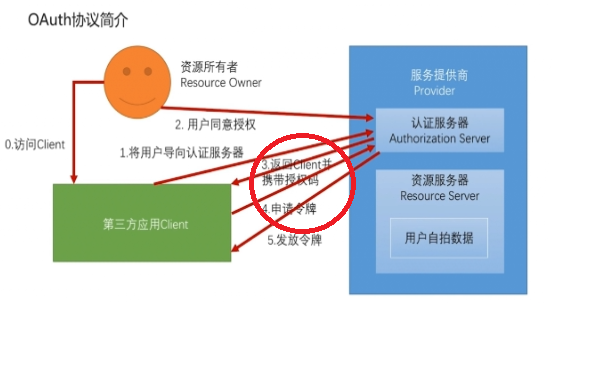 OAuth协议简介
资源所有者
Resource Owner
服务提供商
Provider
2. 用户同意授权
认证服务器
Authorization Server
0.访问Client
1.将用户导向认证服务器
3.返回Client并
携带授权码
资源服务器
Resource Server
4.申请令牌
第三方应用Client
用户自拍数据
5.发放令牌